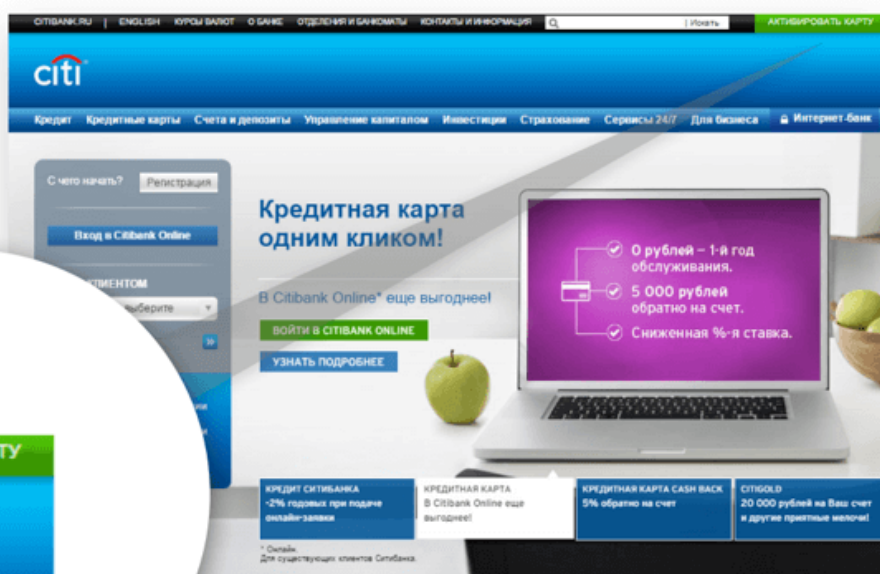 CITIBANK.RU | ENGLISH КУРСЫ ВАЛЮТ О БАНКЕ ОТДЕЛЕНИЯ И БАНКОМАТЫ КОНТАКТЫ И ИНФОРМАЦИЯ | Искать АКТИВИРОВАТЬ КАРТУ
citi
Кредит Кредитные карты Счета и депозиты Управление капиталом Инвестиции Страхование Сервисы 24/7 Для бизнеса Интернет-банк
С чего начать? Регистрация
Вход в Citibank Online
КЛИЕНТОМ
выберите
Кредитная карта
одним кликом!
В Citibank Online* еще выгоднее!
ВОЙТИ В CITIBANK ONLINE
УЗНАТЬ ПОДРОБНЕЕ
0 рублей – 1-й год
обслуживания.
5 000 рублей
обратно на счет.
Сниженная %-я ставка.
ТУ
КРЕДИТ СИТИБАНКА
-2% годовых при подаче
онлайн-заявки
КРЕДИТНАЯ КАРТА
В Citibank Online еще
выгоднее!
КРЕДИТНАЯ КАРТА CASH BACK
5% обратно на счет
CITIGOLD
20 000 рублей на Ваш счет
и другие приятные мелочи!
* Онлайн.
Для существующих клиентов Ситибанка.